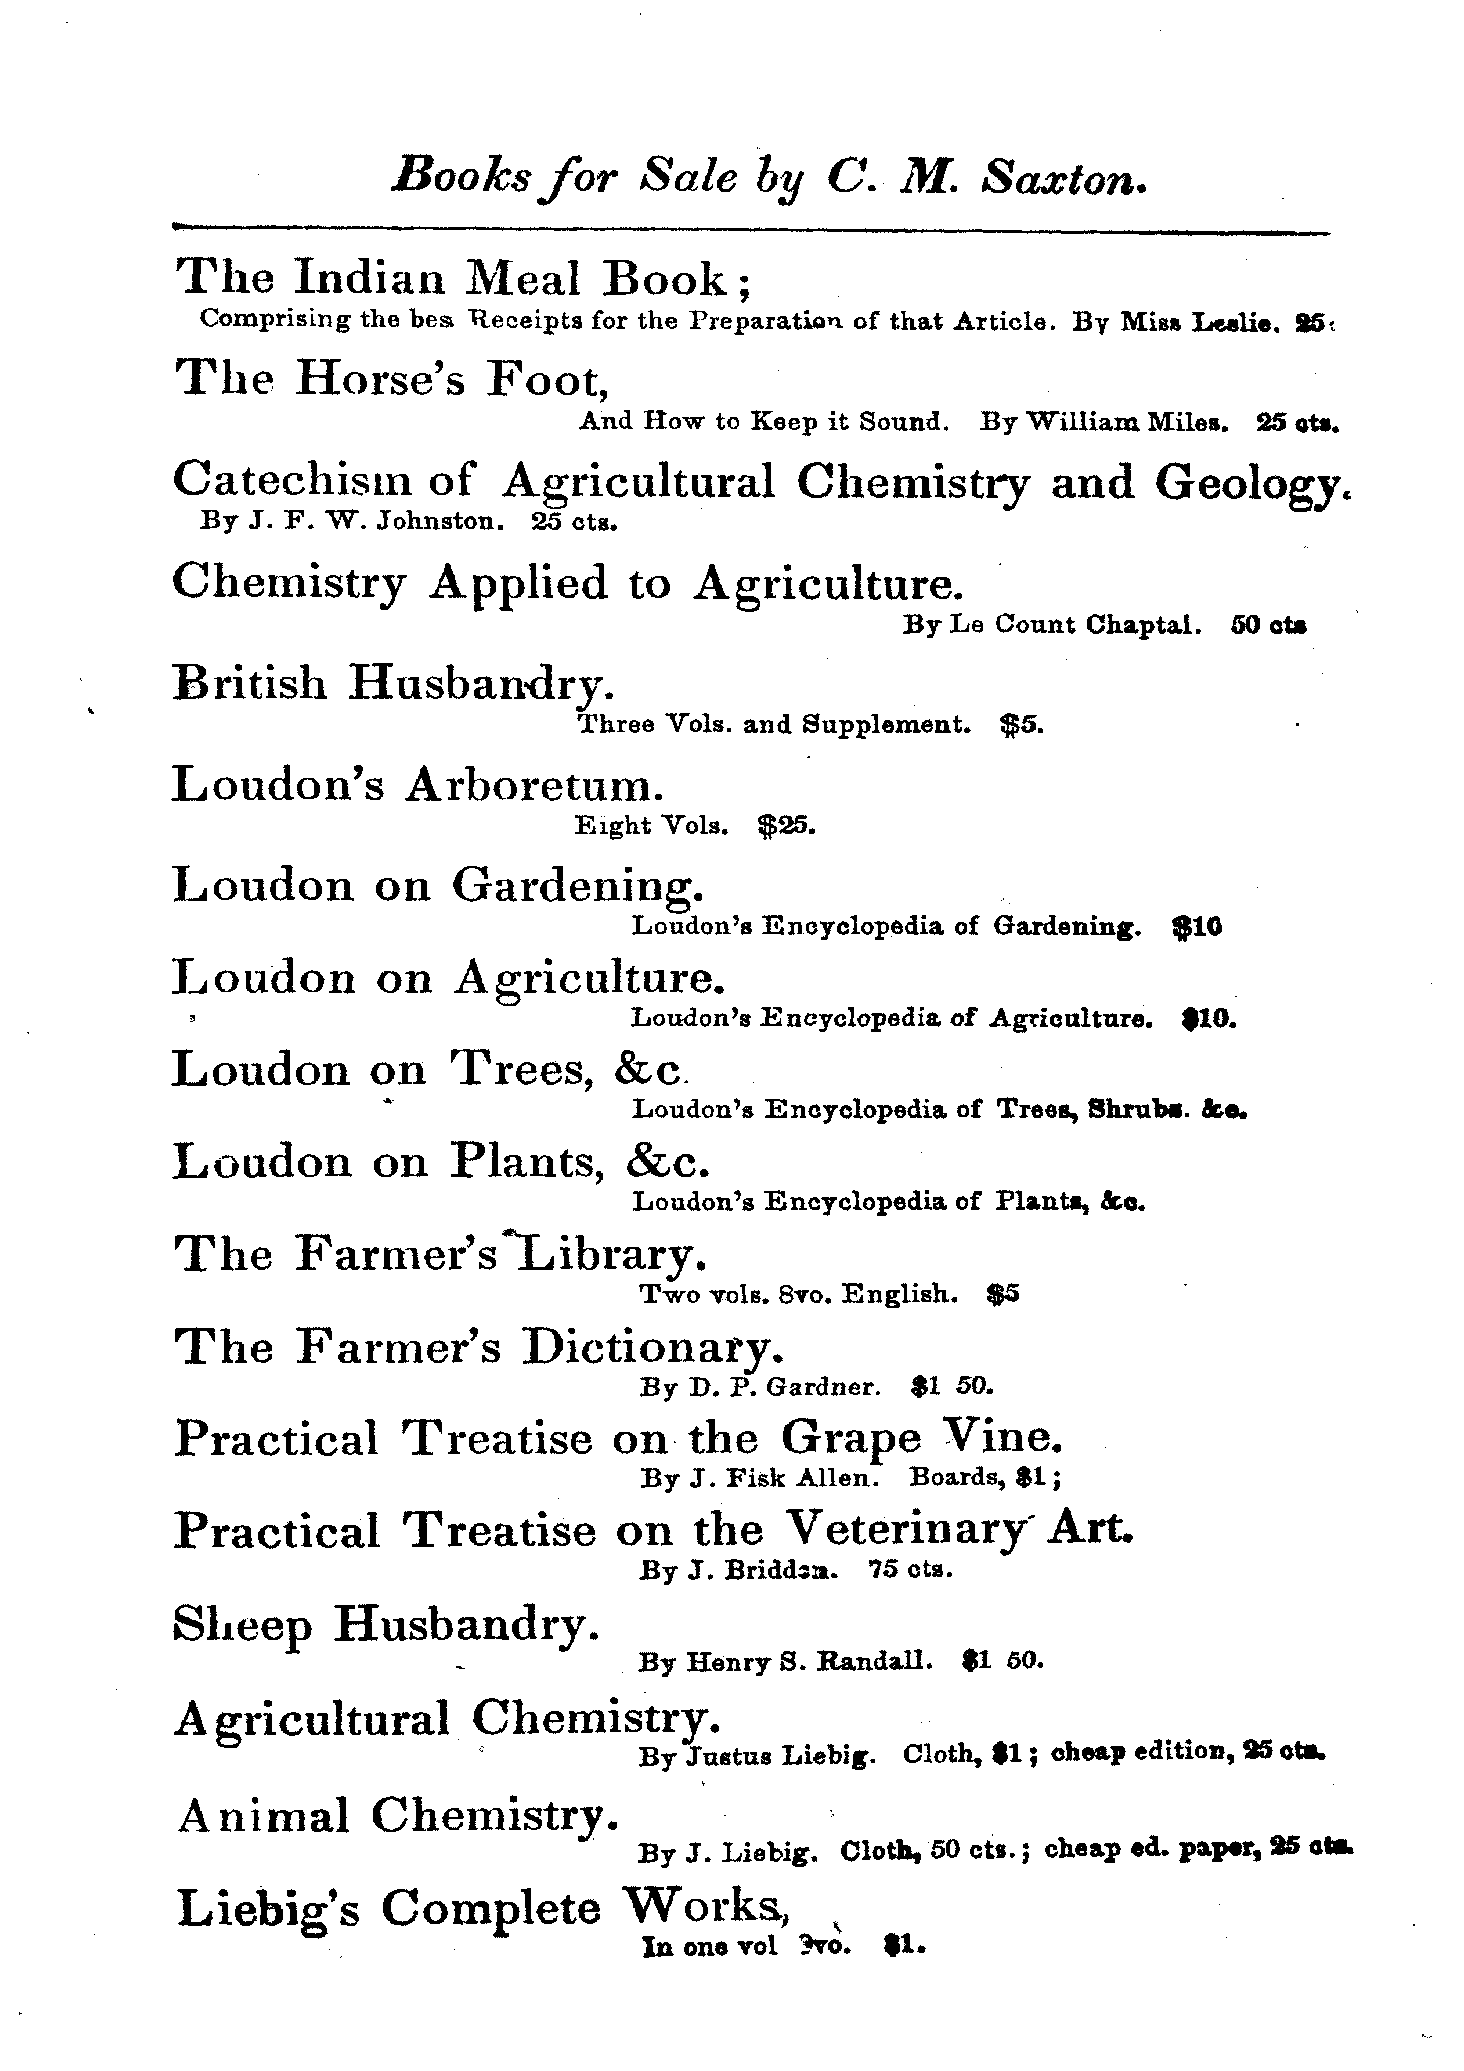 Books for Sale by C. M. Saxton.
The Indian Meal Book;
Comprising the bes Receipts for the Preparation of that Article. By Miss Leslie. 25
The Horse's Foot,
And How to Keep it Sound. By William Miles. 25 cts.
Catechism of Agricultural Chemistry and Geology.
By J. F. W. Johnston. 25 cts.
Chemistry Applied to Agriculture.
By Le Count Chaptal. 50 cts
British Husbandry.
Three Vols. and Supplement. $5.
Loudon's Arboretum.
Eight Vols. $25.
Loudon on Gardening.
Loudon's Encyclopedia of Gardening. $10
Loudon on Agriculture.
Loudon's Encyclopedia of Agriculture. $10.
Loudon on Trees, &c.
Loudon's Encyclopedia of Trees, Shrubs. &c.
Loudon on Plants, &c.
Loudon's Encyclopedia of Plants, &c.
The Farmer's Library.
Two vols. 8vo. English. $5
The Farmer's Dictionary.
By D. P. Gardner. $1 50.
Practical Treatise on the Grape Vine.
By J. Fisk Allen. Boards, $1;
Practical Treatise on the Veterinary Art.
By J. Bridden. 75 cts.
Sheep Husbandry.
By Henry S. Randall. $1 50.
Agricultural Chemistry.
By Justus Liebig. Cloth, $1; cheap edition, 25 cts.
Animal Chemistry.
By J. Liebig. Cloth, 50 cts.; cheap ed. paper, 25 cts.
Liebig's Complete Works,
In one vol 8vo. $1.